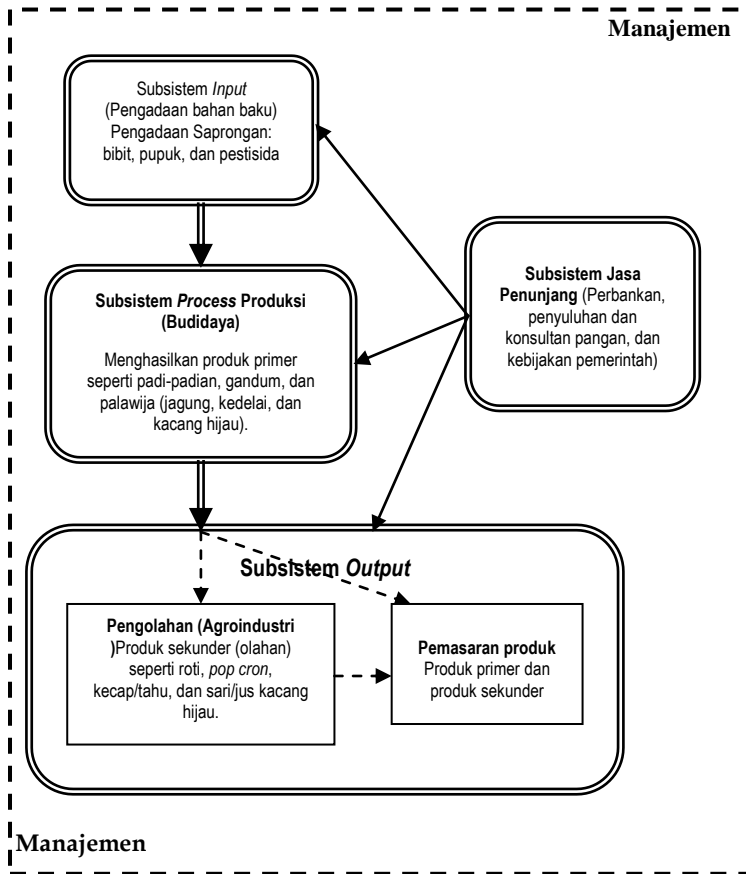 Manajemen
Subsistem Input
(Pengadaan bahan baku)
Pengadaan Saprongan:
bibit, pupuk, dan pestisida
Subsistem Jasa
Penunjang (Perbankan,
penyuluhan dan
konsultan pangan, dan
kebijakan pemerintah)
Subsistem Process Produksi
(Budidaya)
Menghasilkan produk primer
seperti padi-padian, gandum, dan
palawija (jagung, kedelai, dan
kacang hijau).
Subsistem Output
Pengolahan (Agroindustri
)Produk sekunder (olahan)
seperti roti, pop cron,
kecap/tahu, dan sari/jus kacang
hijau.
Pemasaran produk
Produk primer dan
produk sekunder
Manajemen